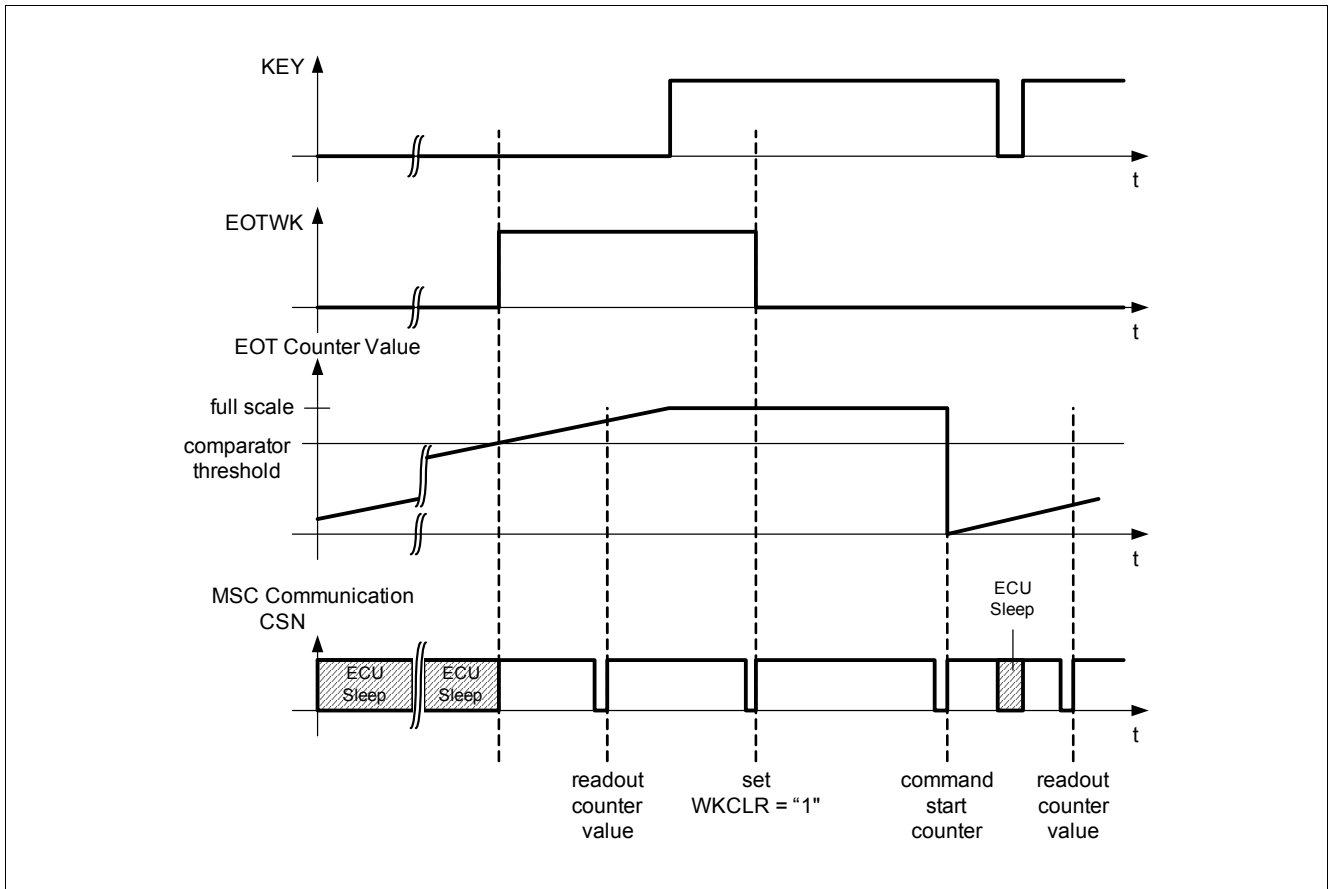 KEY
t
EOTWK
t
EOT Counter Value
full scale
comparator
threshold
t
MSC Communication
CSN
ECU
Sleep
ECU
Sleep
ECU
Sleep
t
readout
counter
value
set
WKCLR = “1"
command
start
counter
readout
counter
value